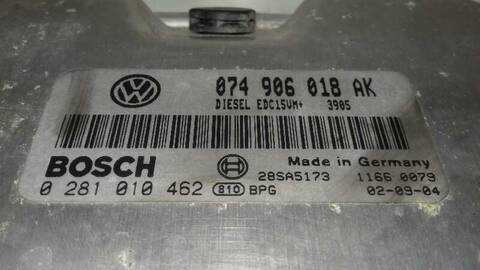 074 906 018 AK
DIESEL EDC15VM+ 3905
BOSCH
Made in Germany
28SA5173 1166 0079
0 281 010 462 810 BPG 02-09-04